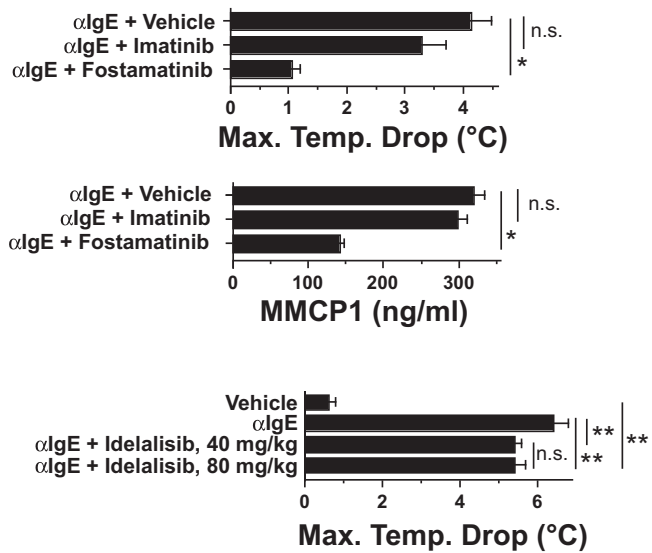 αIgE + Vehicle
αIgE + Imatinib
αIgE + Fostamatinib
n.s.
*
0 1 2 3 4
Max. Temp. Drop (°C)
αIgE + Vehicle
αIgE + Imatinib
αIgE + Fostamatinib
n.s.
*
0 100 200 300
MMCP1 (ng/ml)
Vehicle
αIgE
αIgE + Idelalisib, 40 mg/kg
αIgE + Idelalisib, 80 mg/kg
** **
n.s. **
0 2 4 6
Max. Temp. Drop (°C)